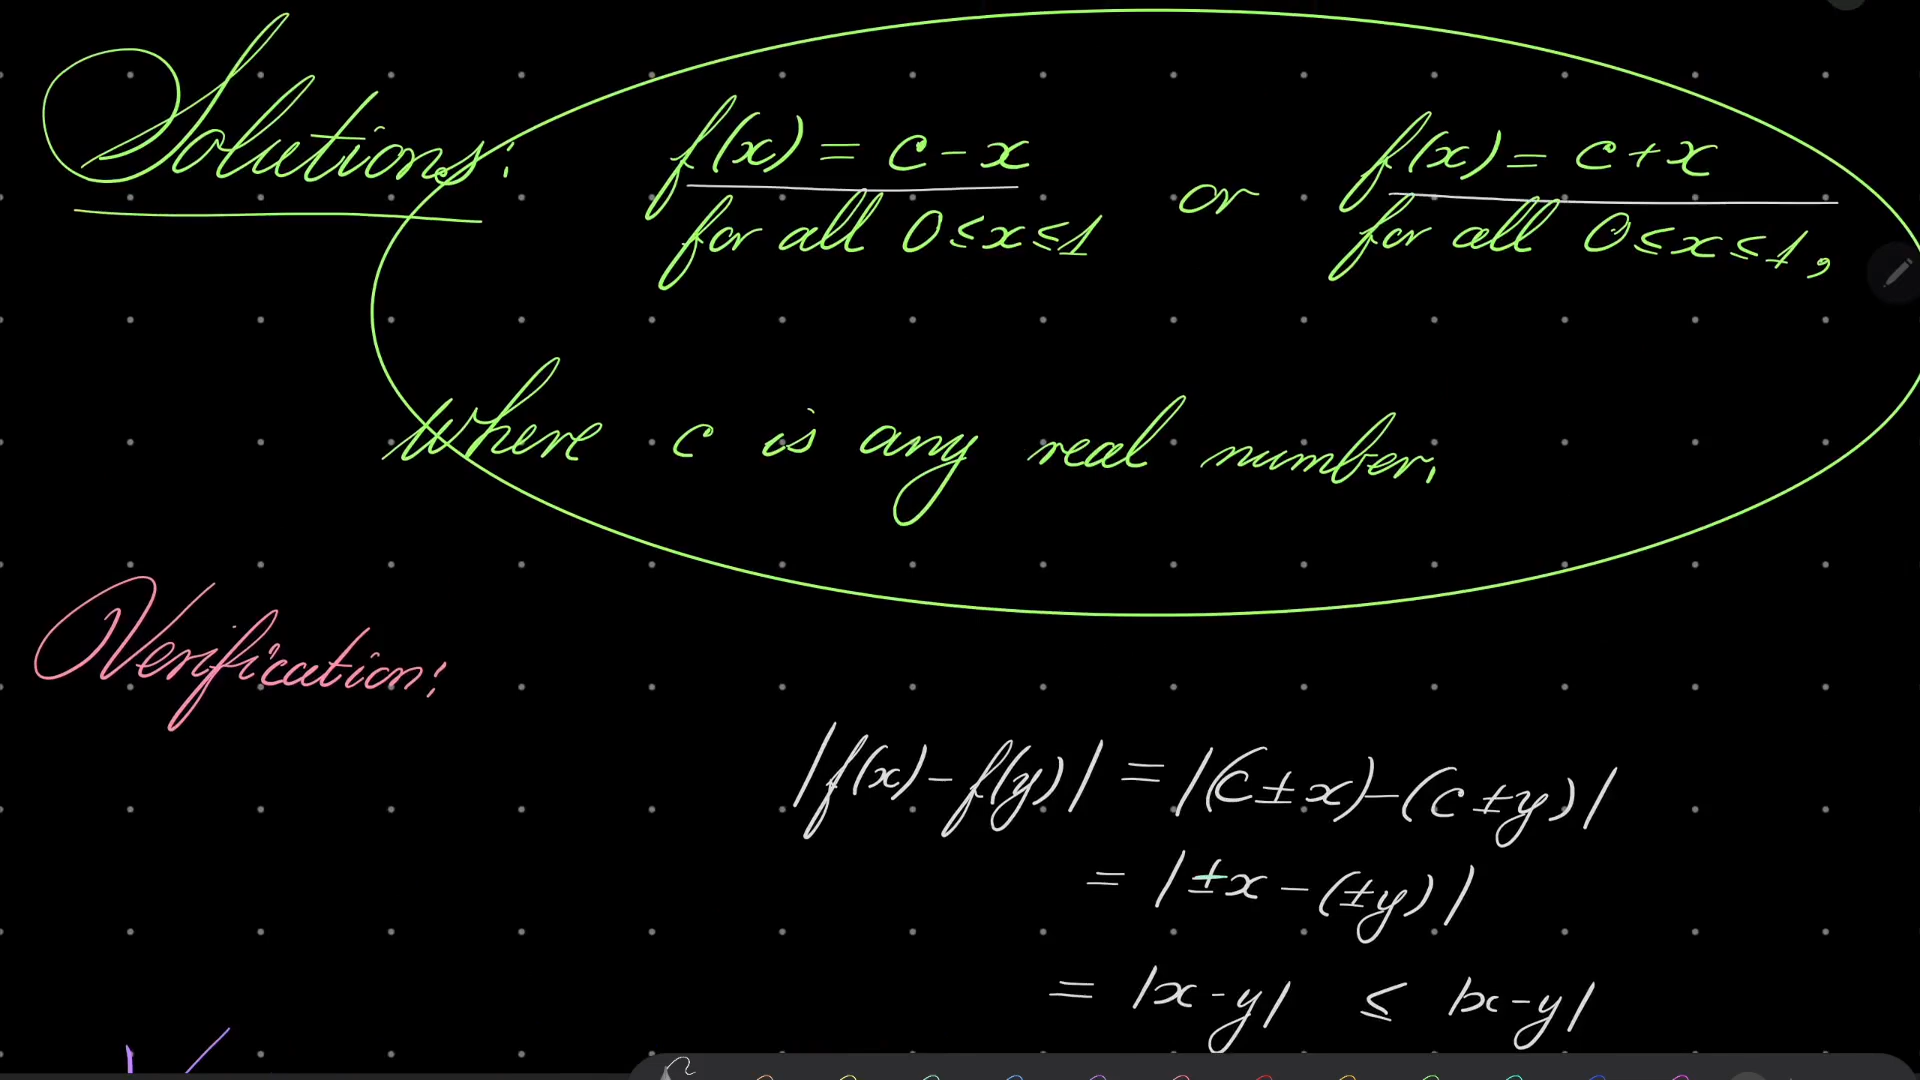 Solutions: f(x) = c - x or f(x) = c + x
for all 0 ≤ x ≤ 1 for all 0 ≤ x ≤ 1,
where c is any real number.
Verification:
|f(x) - f(y)| = |(c ± x) - (c ± y)|
= |±x - (±y)|
= |x - y| ≤ |x - y|